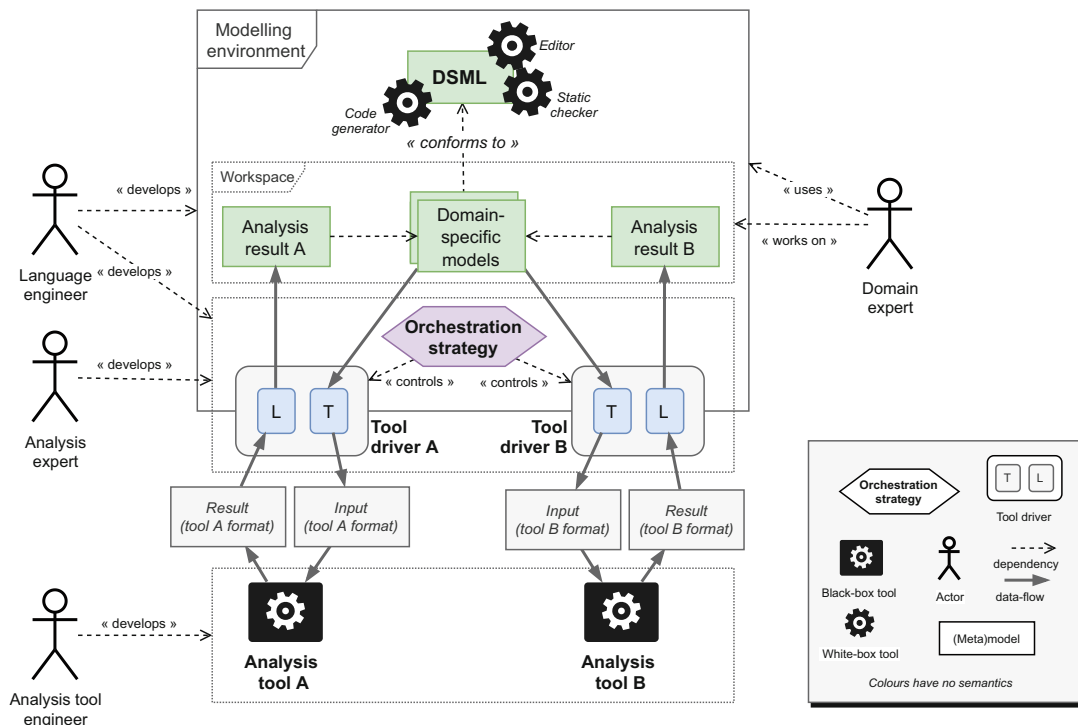 Modelling
environment
Editor
DSML
Static
checker
Code
generator
« conforms to »
Workspace
« develops »
« uses »
Analysis
result A
Domain-
specific
models
Analysis
result B
« works on »
Language
engineer
« develops »
Domain
expert
Orchestration
strategy
« develops »
« controls »
« controls »
L
T
T
L
Tool
driver A
Tool
driver B
Analysis
expert
Result
(tool A format)
Input
(tool A format)
Input
(tool B format)
Result
(tool B format)
« develops »
Analysis
tool A
Analysis
tool B
Analysis tool
engineer
Orchestration
strategy
T
L
Tool driver
dependency
Black-box tool
Actor
data-flow
White-box tool
(Meta)model
Colours have no semantics